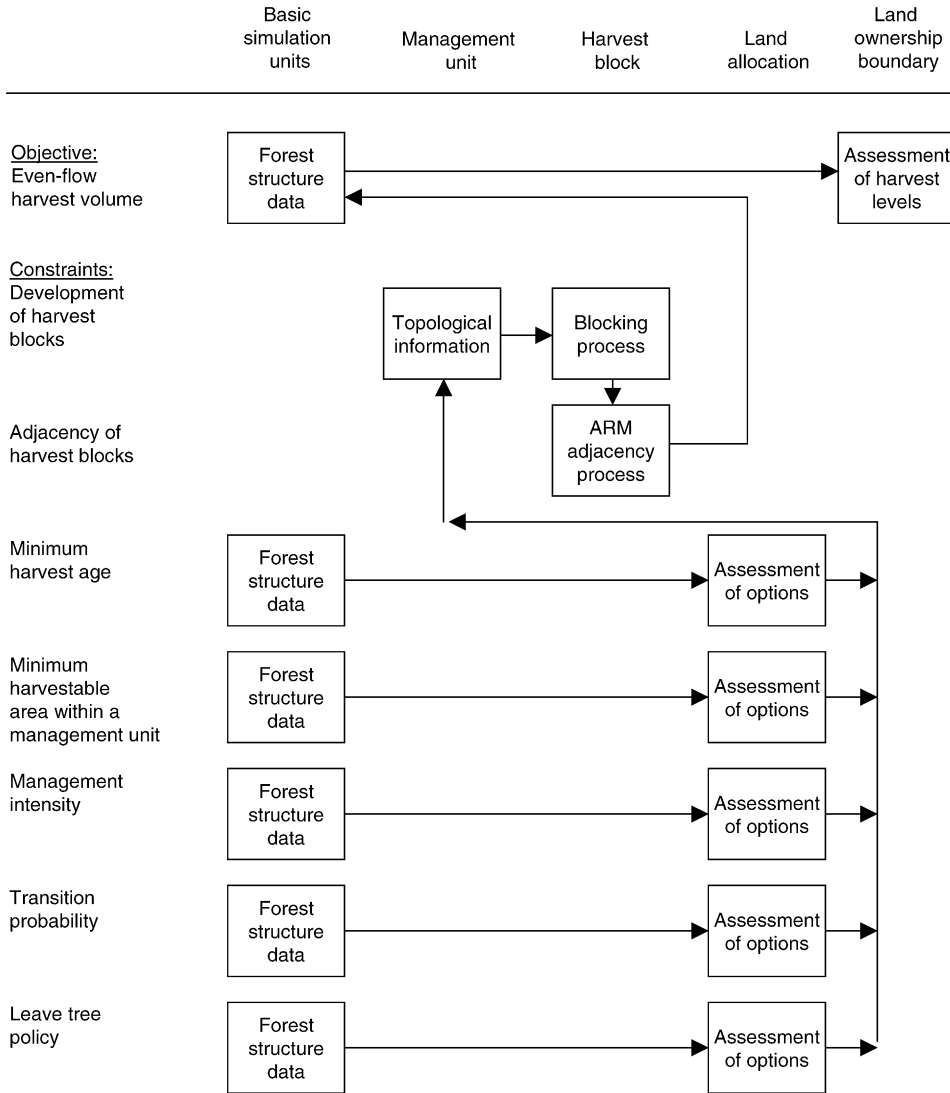 Basic
simulation
units
Management
unit
Harvest
block
Land
allocation
Land
ownership
boundary
Objective:
Even-flow
harvest volume
Forest
structure
data
Assessment
of harvest
levels
Constraints:
Development
of harvest
blocks
Topological
information
Blocking
process
Adjacency of
harvest blocks
ARM
adjacency
process
Minimum
harvest age
Forest
structure
data
Assessment
of options
Minimum
harvestable
area within a
management unit
Forest
structure
data
Assessment
of options
Management
intensity
Forest
structure
data
Assessment
of options
Transition
probability
Forest
structure
data
Assessment
of options
Leave tree
policy
Forest
structure
data
Assessment
of options